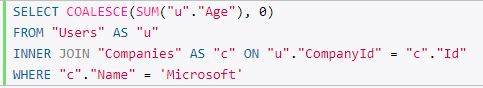 SELECT COALESCE(SUM("u"."Age"), 0)
FROM "Users" AS "u"
INNER JOIN "Companies" AS "c" ON "u"."CompanyId" = "c"."Id"
WHERE "c"."Name" = 'Microsoft'